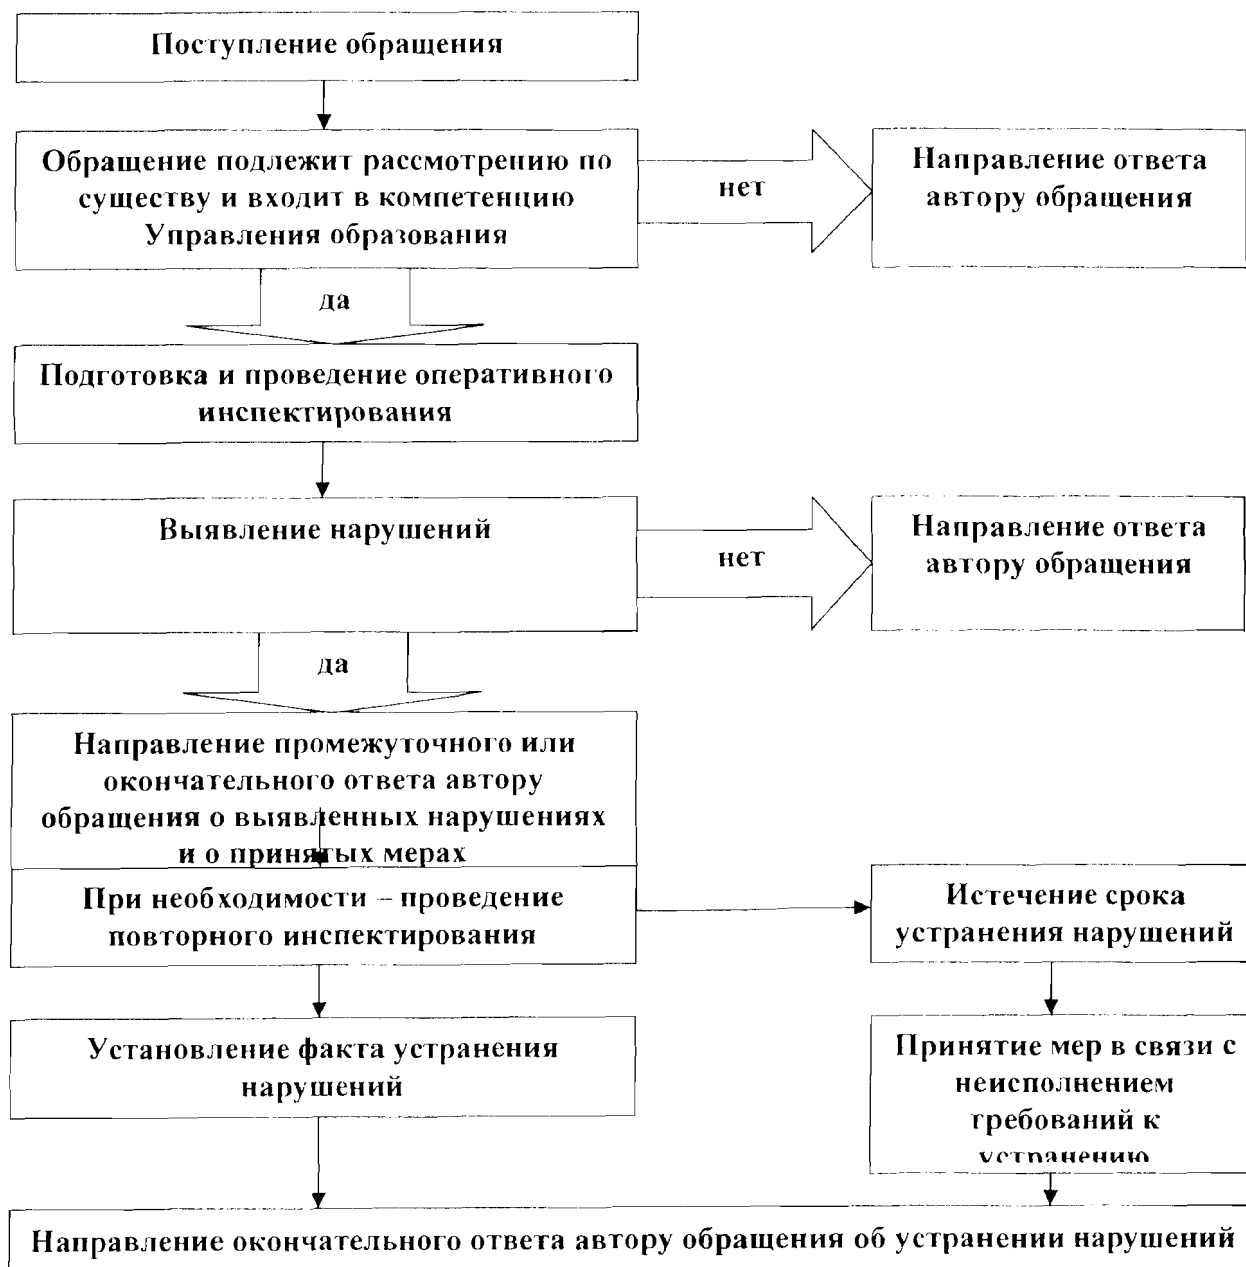 Поступление обращения
Обращение подлежит рассмотрению по
существу и входит в компетенцию
Управления образования
нет
Направление ответа
автору обращения
да
Подготовка и проведение оперативного
инспектирования
Выявление нарушений
нет
Направление ответа
автору обращения
да
Направление промежуточного или
окончательного ответа автору
обращения о выявленных нарушениях
и о принятых мерах
При необходимости – проведение
повторного инспектирования
Истечение срока
устранения нарушений
Установление факта устранения
нарушений
Принятие мер в связи с
неисполнением
требований к
устранению
Направление окончательного ответа автору обращения об устранении нарушений